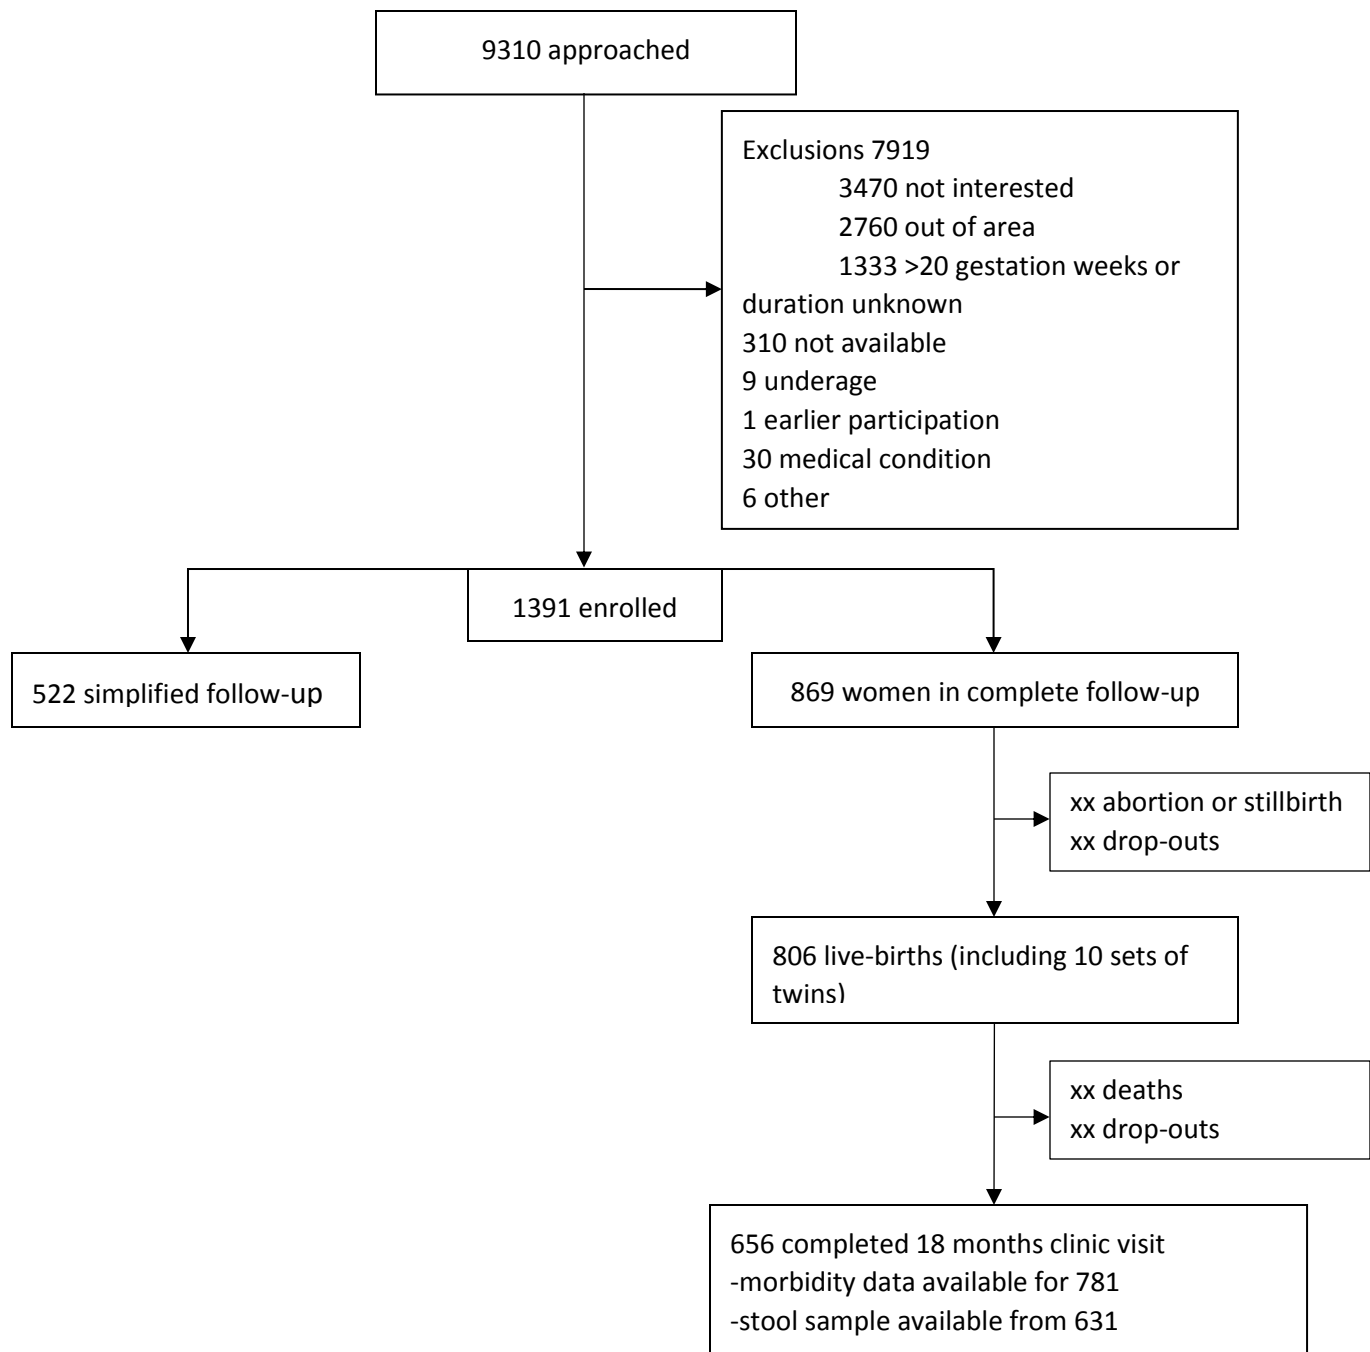 9310 approached
Exclusions 7919
3470 not interested
2760 out of area
1333 >20 gestation weeks or
duration unknown
310 not available
9 underage
1 earlier participation
30 medical condition
6 other
1391 enrolled
522 simplified follow-up
869 women in complete follow-up
xx abortion or stillbirth
xx drop-outs
806 live-births (including 10 sets of
twins)
xx deaths
xx drop-outs
656 completed 18 months clinic visit
-morbidity data available for 781
-stool sample available from 631